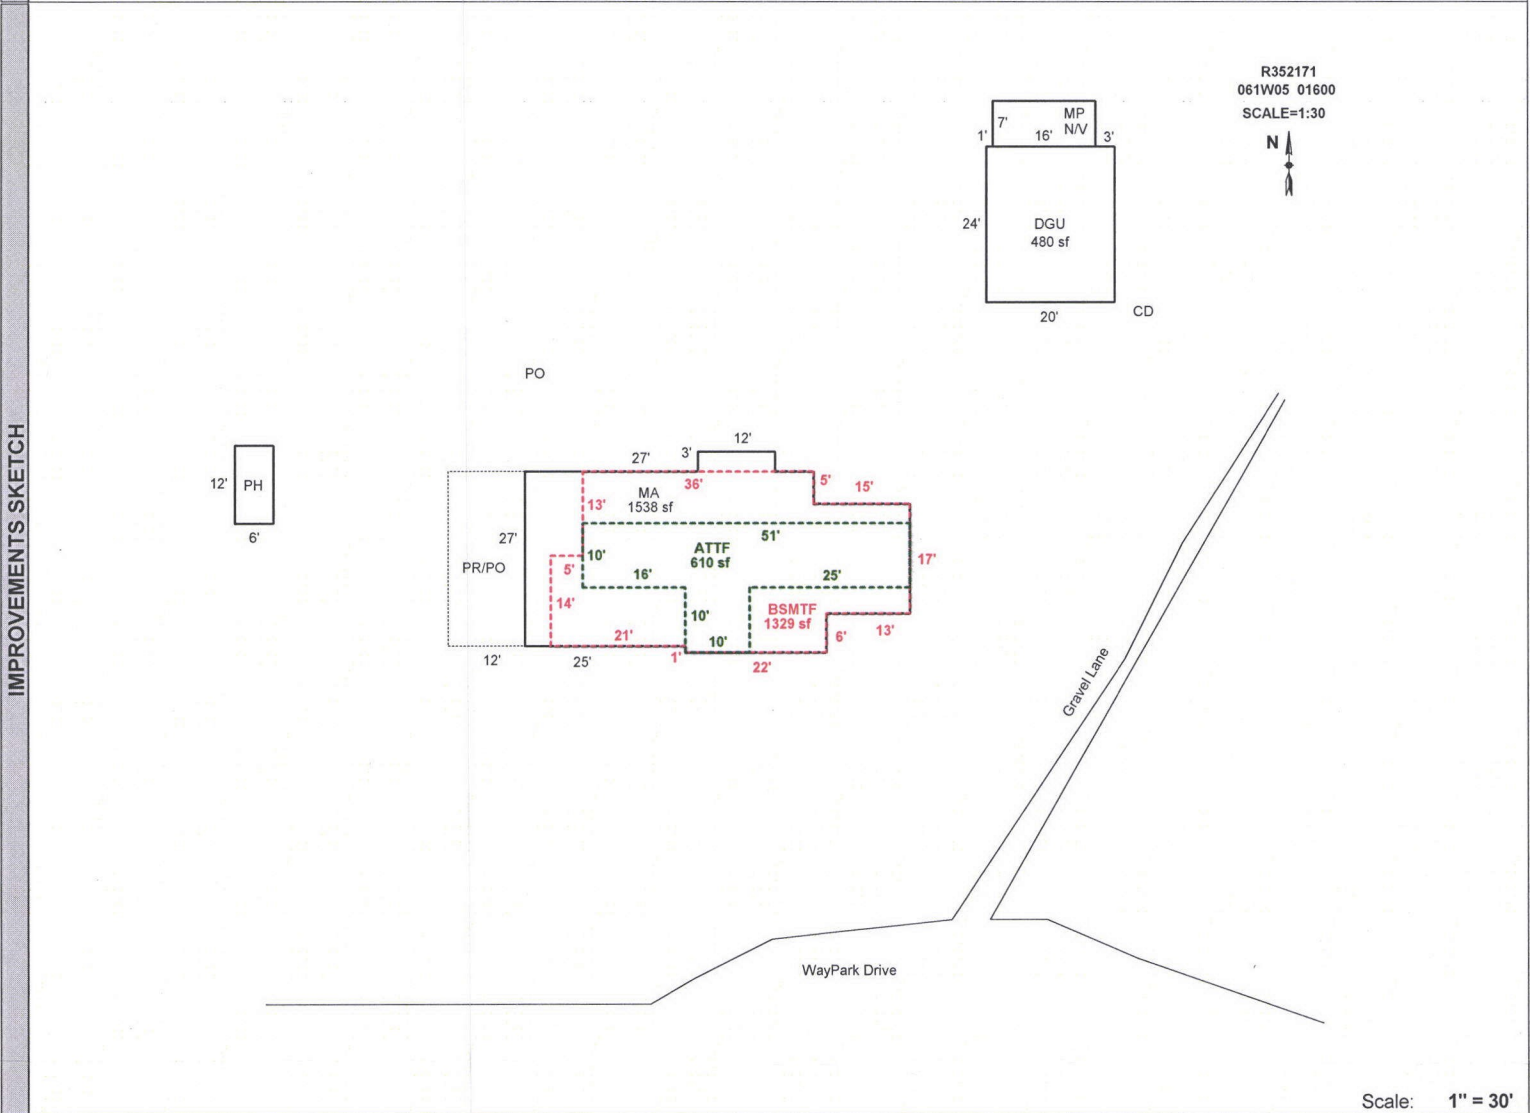 IMPROVEMENTS SKETCH
R352171
061W05 01600
SCALE=1:30
N
MP
N/V
7'
1'
16'
3'
24'
DGU
480 sf
20'
CD
PO
12'
PH
6'
12'
3'
27'
36'
5'
15'
MA
1538 sf
13'
27'
51'
ATTF
610 sf
10'
17'
PR/PO
5'
16'
25'
14'
10'
BSMTF
1329 sf
21'
10'
6'
13'
12'
25'
1'
22'
Gravel Lane
WayPark Drive
Scale: 1" = 30'